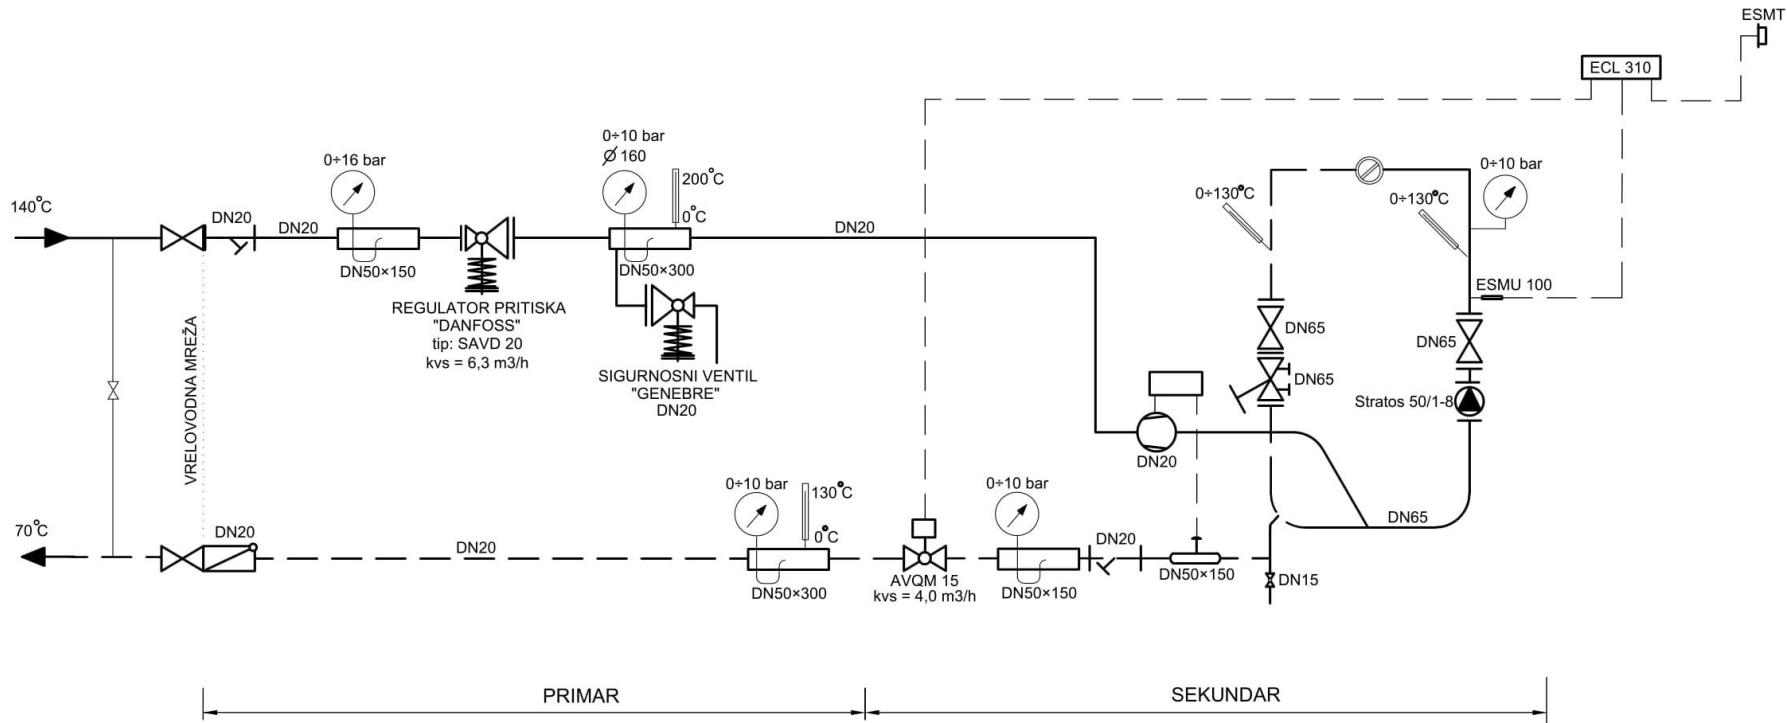 ESMT
ECL 310
0÷10 bar
Ø 160
0÷16 bar
200°C
0÷10 bar
0÷130°C
0÷130°C
140°C
DN20
DN20
0°C
DN20
DN50×150
DN50×300
ESMU 100
REGULATOR PRITISKA
"DANFOSS"
tip: SAVD 20
kvs = 6,3 m3/h
VRELOVODNA MREŽA
DN65
DN65
SIGURNOSNI VENTIL
"GENEBRE"
DN20
DN65
Stratos 50/1-8
DN20
0÷10 bar
130°C
0÷10 bar
70°C
DN20
0°C
DN65
DN20
DN20
DN50×150
AVQM 15
kvs = 4,0 m3/h
DN50×300
DN50×150
DN15
PRIMAR
SEKUNDAR